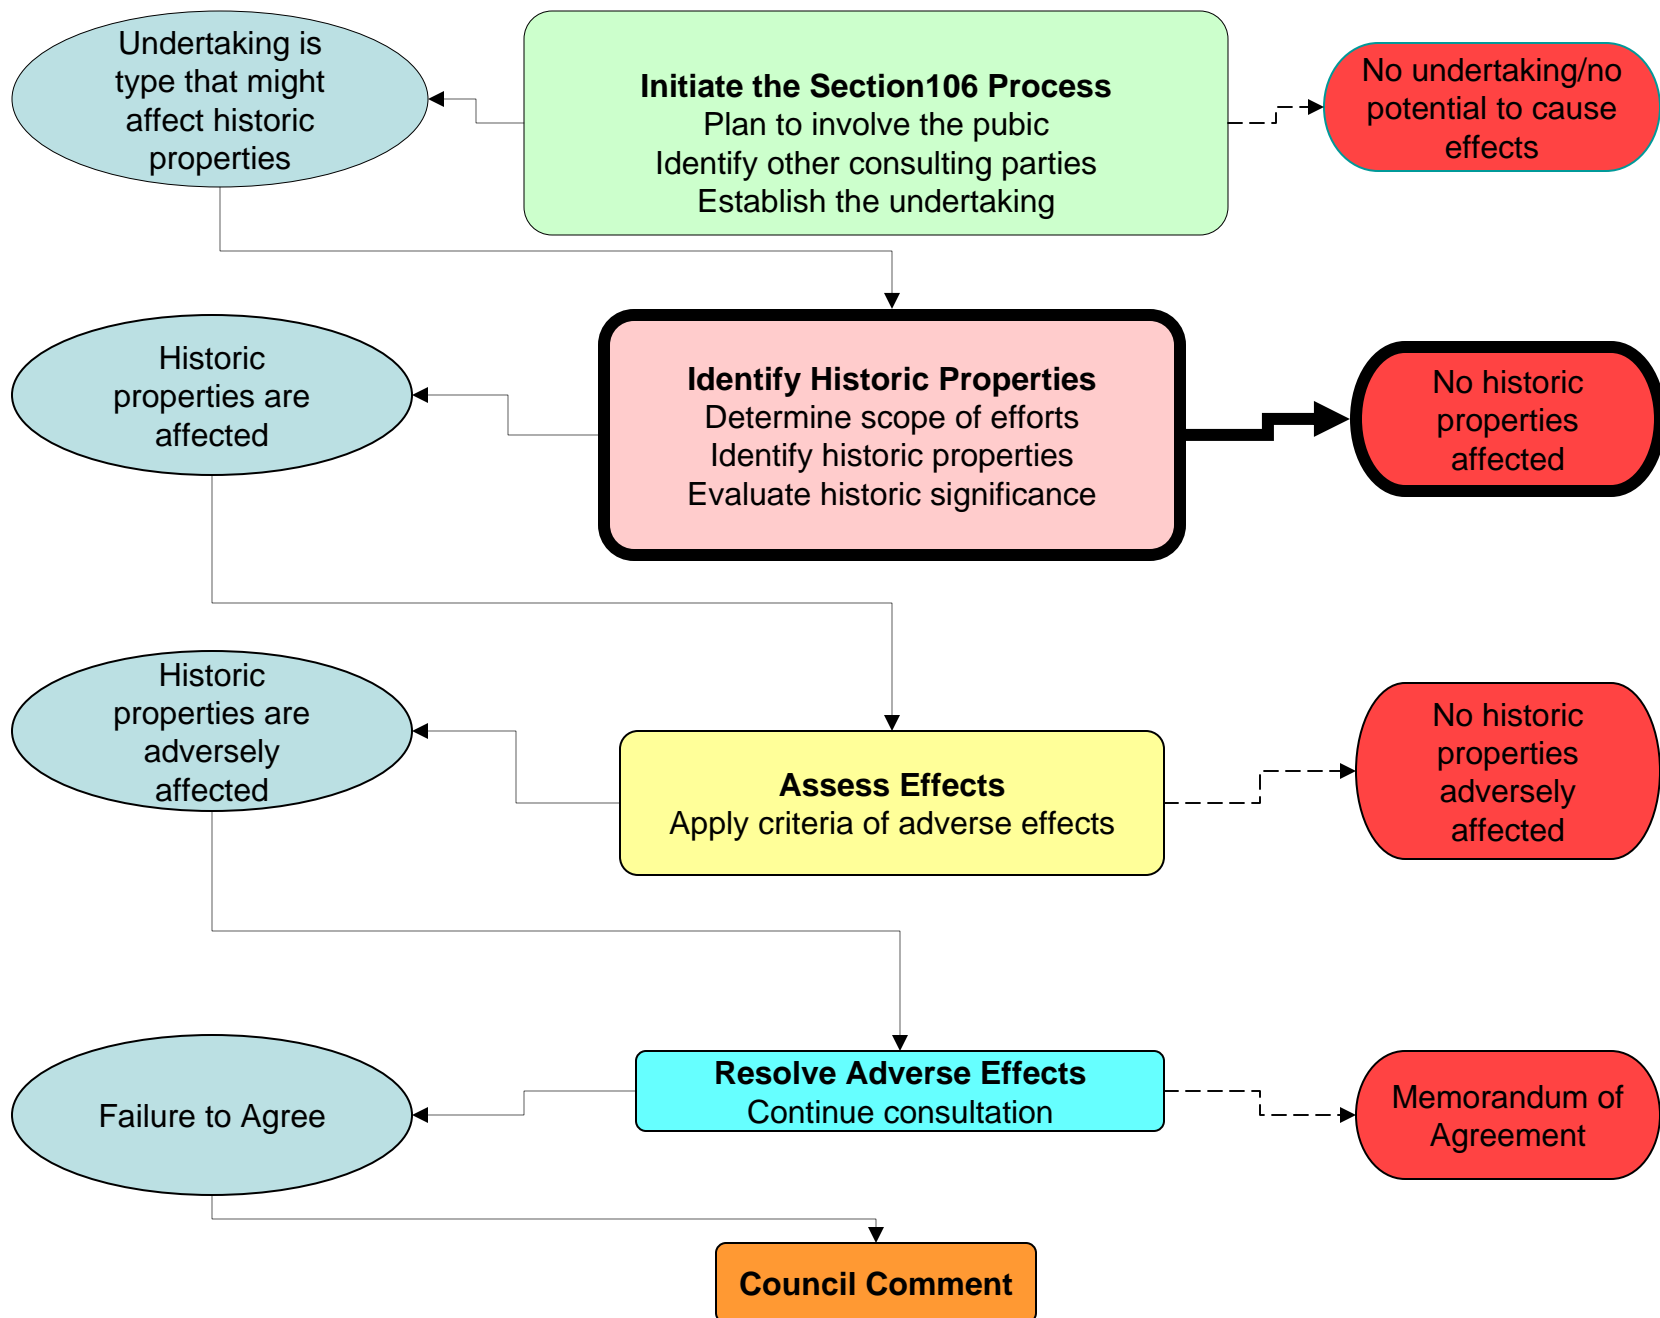 Undertaking is
type that might
affect historic
properties
Initiate the Section106 Process
Plan to involve the pubic
Identify other consulting parties
Establish the undertaking
No undertaking/no
potential to cause
effects
Historic
properties are
affected
Identify Historic Properties
Determine scope of efforts
Identify historic properties
Evaluate historic significance
No historic
properties
affected
Historic
properties are
adversely
affected
Assess Effects
Apply criteria of adverse effects
No historic
properties
adversely
affected
Failure to Agree
Resolve Adverse Effects
Continue consultation
Memorandum of
Agreement
Council Comment